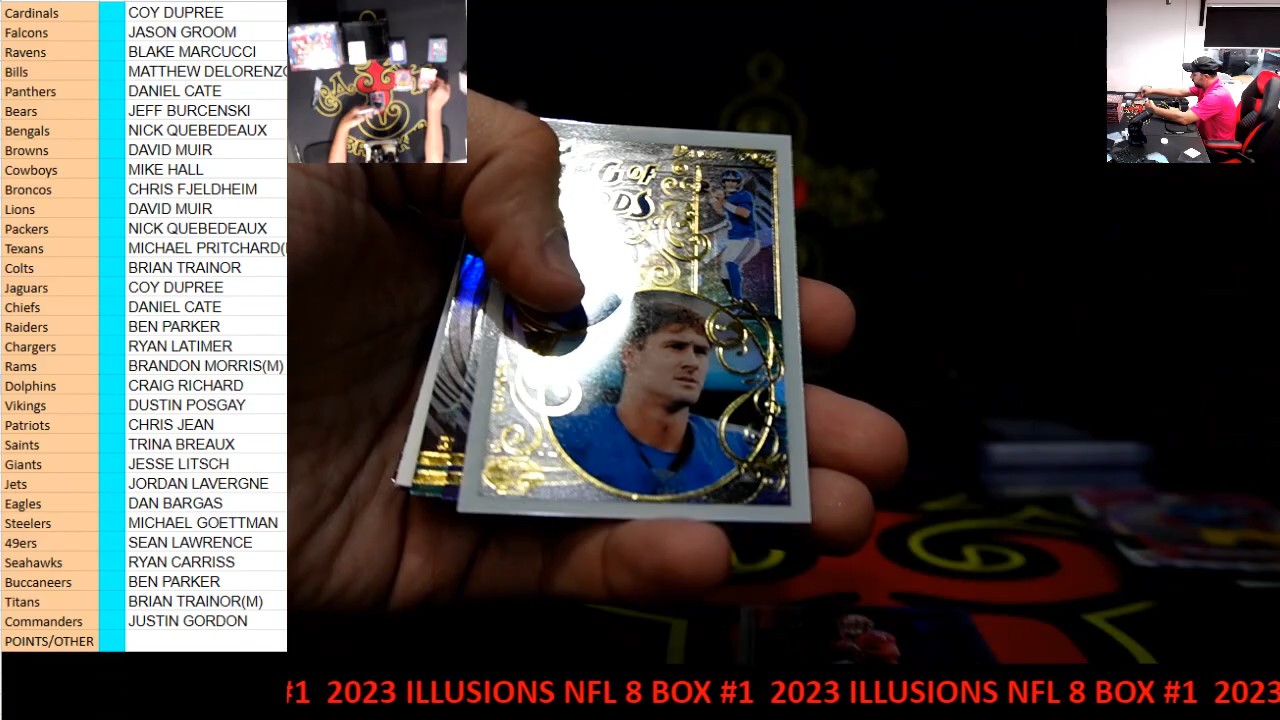 Cardinals COY DUPREE
Falcons JASON GROOM
Ravens BLAKE MARCUCCI
Bills MATTHEW DELORENZO
Panthers DANIEL CATE
Bears JEFF BURCENSKI
Bengals NICK QUEBEDEAUX
Browns DAVID MUIR
Cowboys MIKE HALL
Broncos CHRIS FJELDHEIM
Lions DAVID MUIR
Packers NICK QUEBEDEAUX
Texans MICHAEL PRITCHARD(
Colts BRIAN TRAINOR
Jaguars COY DUPREE
Chiefs DANIEL CATE
Raiders BEN PARKER
Chargers RYAN LATIMER
Rams BRANDON MORRIS(M)
Dolphins CRAIG RICHARD
Vikings DUSTIN POSGAY
Patriots CHRIS JEAN
Saints TRINA BREAUX
Giants JESSE LITSCH
Jets JORDAN LAVERGNE
Eagles DAN BARGAS
Steelers MICHAEL GOETTMAN
49ers SEAN LAWRENCE
Seahawks RYAN CARRISS
Buccaneers BEN PARKER
Titans BRIAN TRAINOR(M)
Commanders JUSTIN GORDON
POINTS/OTHER
OF
#1 2023 ILLUSIONS NFL 8 BOX #1 2023 ILLUSIONS NFL 8 BOX #1 2023